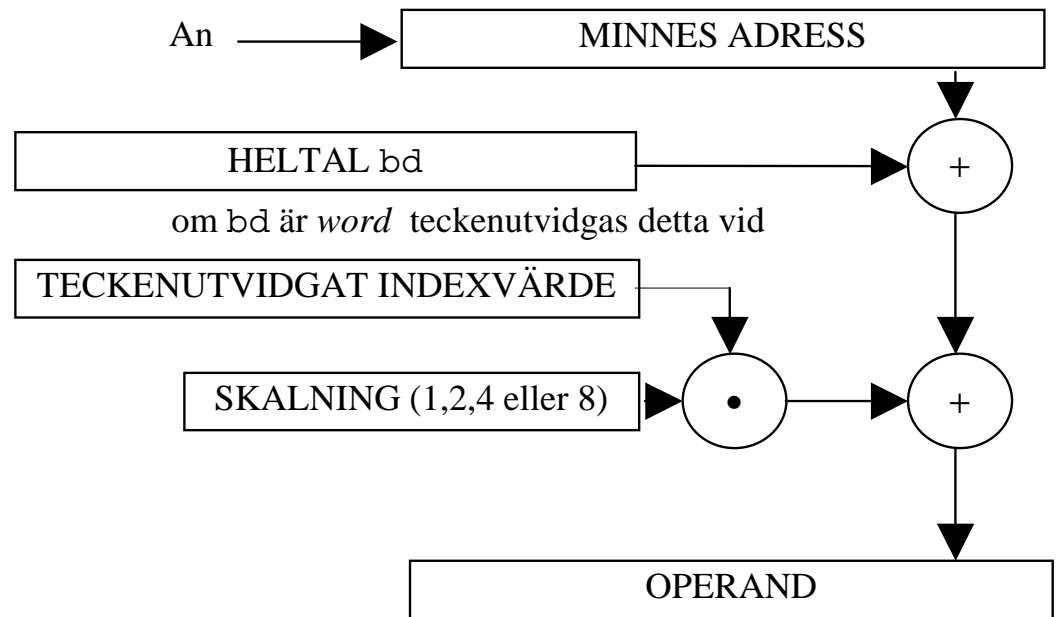 An
MINNES ADRESS
HELTAL bd
+
om bd är word teckenutvidgas detta vid
TECKENUTVIDGAT INDEXVÄRDE
SKALNING (1,2,4 eller 8)
•
+
OPERAND